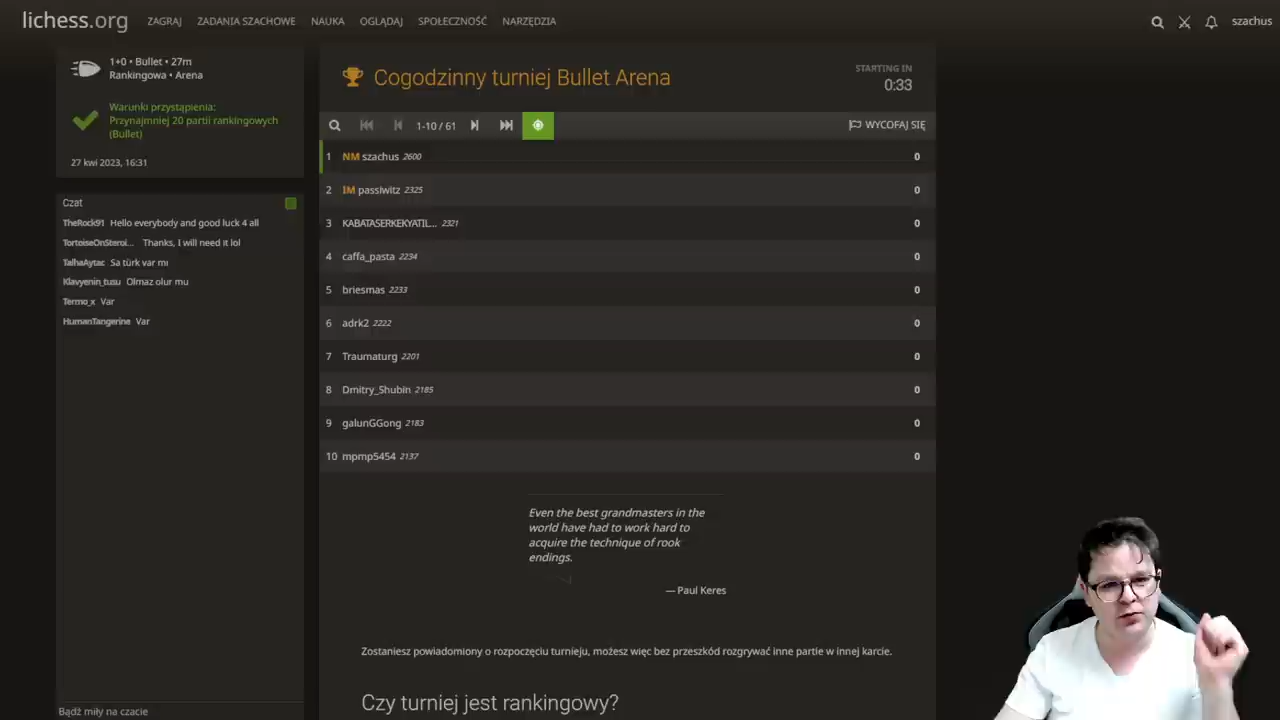 lichess.org ZAGRAJ ZADANIA SZACHOWE NAUKA OGLĄDAJ SPOŁECZNOŚĆ NARZĘDZIA szachus
1+0 • Bullet • 27m
Rankingowa • Arena
Warunki przystąpienia:
Przynajmniej 20 partii rankingowych
(Bullet)
27 kwi 2023, 16:31
Czat
TheRock91 Hello everybody and good luck 4 all
TortoiseOnSteroi... Thanks, I will need it lol
TalhaAytac Sa türk var mı
Klavyenin_tusu Olmaz olur mu
Termo_x Var
HumanTangerine Var
Bądź miły na czacie
Cogodzinny turniej Bullet Arena
STARTING IN
0:33
1-10 / 61 WYCOFAJ SIĘ
1 NM szachus 2600 0
2 IM passiwitz 2325 0
3 KABATASERKEKYATIL... 2321 0
4 caffa_pasta 2234 0
5 briesmas 2233 0
6 adrk2 2222 0
7 Traumaturg 2201 0
8 Dmitry_Shubin 2185 0
9 galunGGong 2183 0
10 mpmp5454 2137 0
Even the best grandmasters in the
world have had to work hard to
acquire the technique of rook
endings.
— Paul Keres
Zostaniesz powiadomiony o rozpoczęciu turnieju, możesz więc bez przeszkód rozgrywać inne partie w innej karcie.
Czy turniej jest rankingowy?